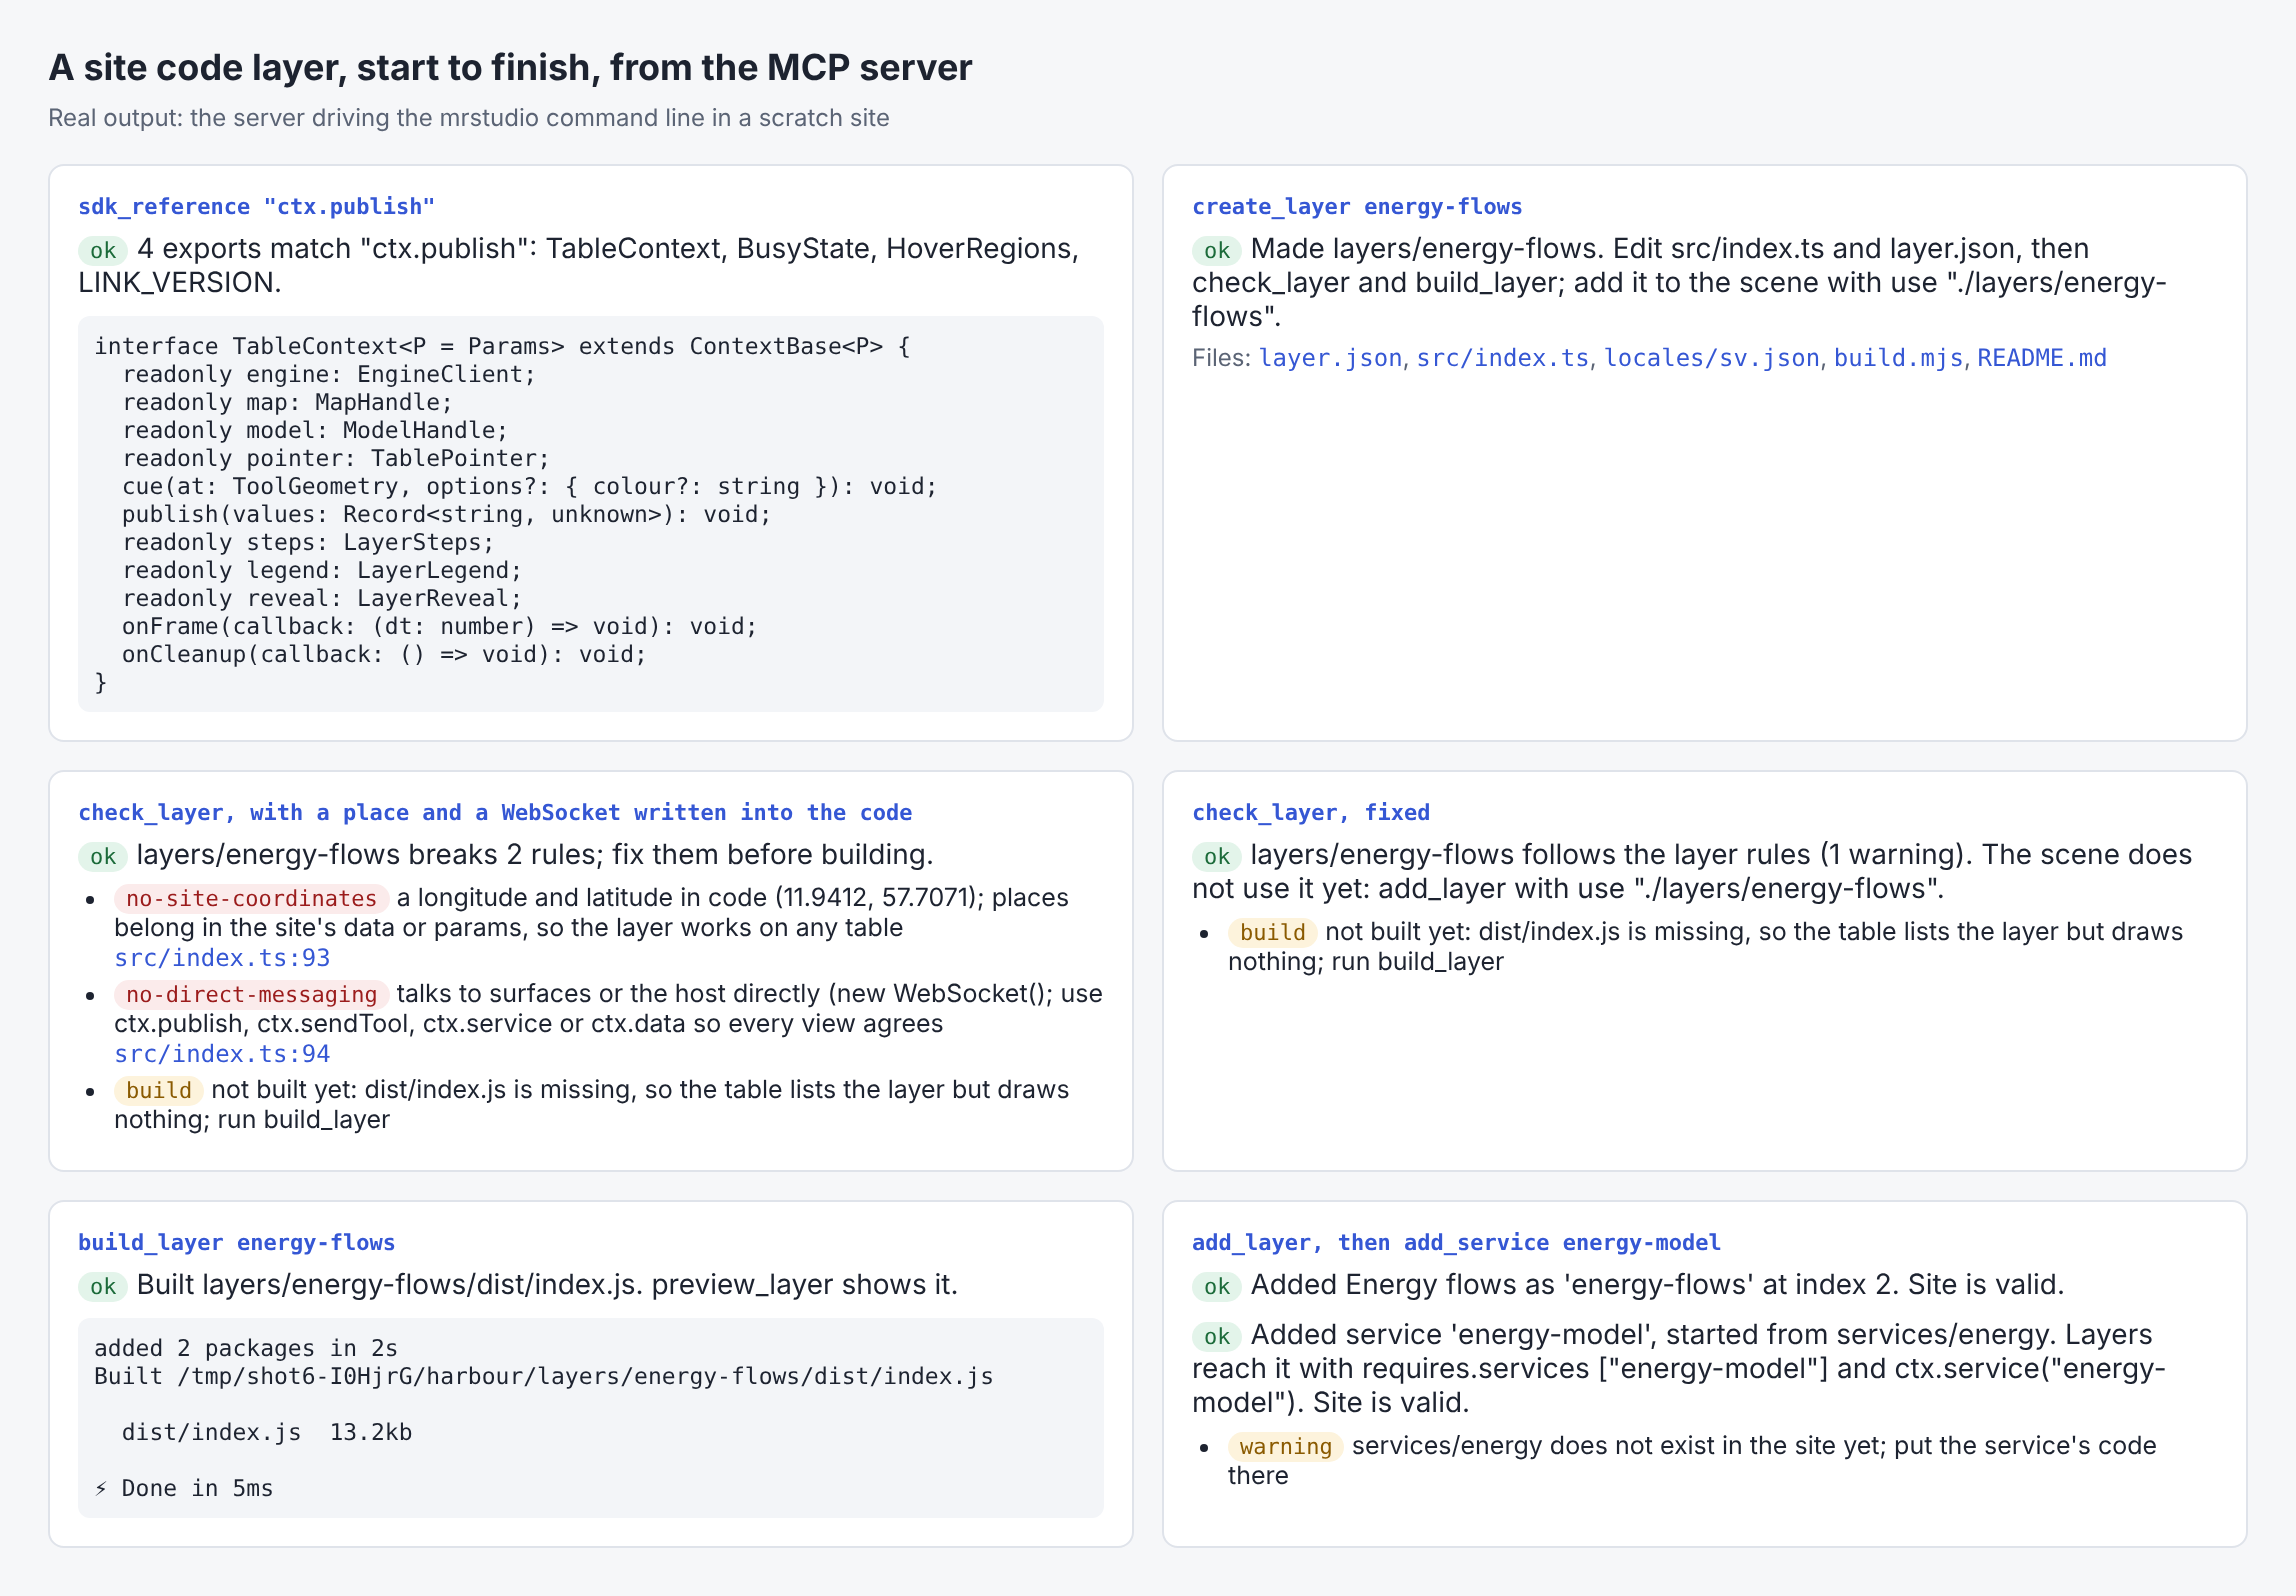 A site code layer, start to finish, from the MCP server
Real output: the server driving the mrstudio command line in a scratch site
sdk_reference "ctx.publish"
ok 4 exports match "ctx.publish": TableContext, BusyState, HoverRegions,
LINK_VERSION.
interface TableContext<P = Params> extends ContextBase<P> {
  readonly engine: EngineClient;
  readonly map: MapHandle;
  readonly model: ModelHandle;
  readonly pointer: TablePointer;
  cue(at: ToolGeometry, options?: { colour?: string }): void;
  publish(values: Record<string, unknown>): void;
  readonly steps: LayerSteps;
  readonly legend: LayerLegend;
  readonly reveal: LayerReveal;
  onFrame(callback: (dt: number) => void): void;
  onCleanup(callback: () => void): void;
}
create_layer energy-flows
ok Made layers/energy-flows. Edit src/index.ts and layer.json, then
check_layer and build_layer; add it to the scene with use "./layers/energy-
flows".
Files: layer.json, src/index.ts, locales/sv.json, build.mjs, README.md
check_layer, with a place and a WebSocket written into the code
ok layers/energy-flows breaks 2 rules; fix them before building.
• no-site-coordinates a longitude and latitude in code (11.9412, 57.7071); places
belong in the site's data or params, so the layer works on any table
src/index.ts:93
• no-direct-messaging talks to surfaces or the host directly (new WebSocket(); use
ctx.publish, ctx.sendTool, ctx.service or ctx.data so every view agrees
src/index.ts:94
• build not built yet: dist/index.js is missing, so the table lists the layer but draws
nothing; run build_layer
check_layer, fixed
ok layers/energy-flows follows the layer rules (1 warning). The scene does
not use it yet: add_layer with use "./layers/energy-flows".
• build not built yet: dist/index.js is missing, so the table lists the layer but draws
nothing; run build_layer
build_layer energy-flows
ok Built layers/energy-flows/dist/index.js. preview_layer shows it.
added 2 packages in 2s
Built /tmp/shot6-I0HjrG/harbour/layers/energy-flows/dist/index.js
  dist/index.js  13.2kb
⚡ Done in 5ms
add_layer, then add_service energy-model
ok Added Energy flows as 'energy-flows' at index 2. Site is valid.
ok Added service 'energy-model', started from services/energy. Layers
reach it with requires.services ["energy-model"] and ctx.service("energy-
model"). Site is valid.
• warning services/energy does not exist in the site yet; put the service's code
there